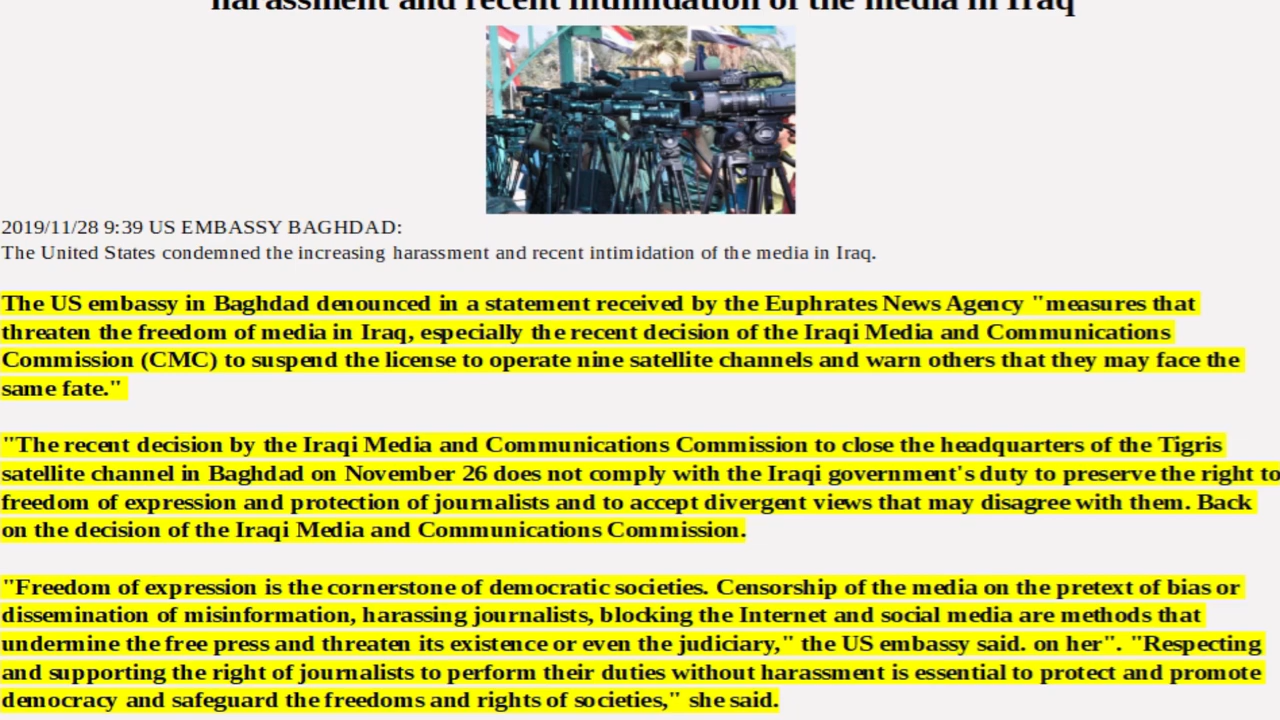 harassment and recent intimidation of the media in Iraq
2019/11/28 9:39 US EMBASSY BAGHDAD:
The United States condemned the increasing harassment and recent intimidation of the media in Iraq.
The US embassy in Baghdad denounced in a statement received by the Euphrates News Agency "measures that
threaten the freedom of media in Iraq, especially the recent decision of the Iraqi Media and Communications
Commission (CMC) to suspend the license to operate nine satellite channels and warn others that they may face the
same fate."
"The recent decision by the Iraqi Media and Communications Commission to close the headquarters of the Tigris
satellite channel in Baghdad on November 26 does not comply with the Iraqi government's duty to preserve the right to
freedom of expression and protection of journalists and to accept divergent views that may disagree with them. Back
on the decision of the Iraqi Media and Communications Commission.
"Freedom of expression is the cornerstone of democratic societies. Censorship of the media on the pretext of bias or
dissemination of misinformation, harassing journalists, blocking the Internet and social media are methods that
undermine the free press and threaten its existence or even the judiciary," the US embassy said. on her". "Respecting
and supporting the right of journalists to perform their duties without harassment is essential to protect and promote
democracy and safeguard the freedoms and rights of societies," she said.